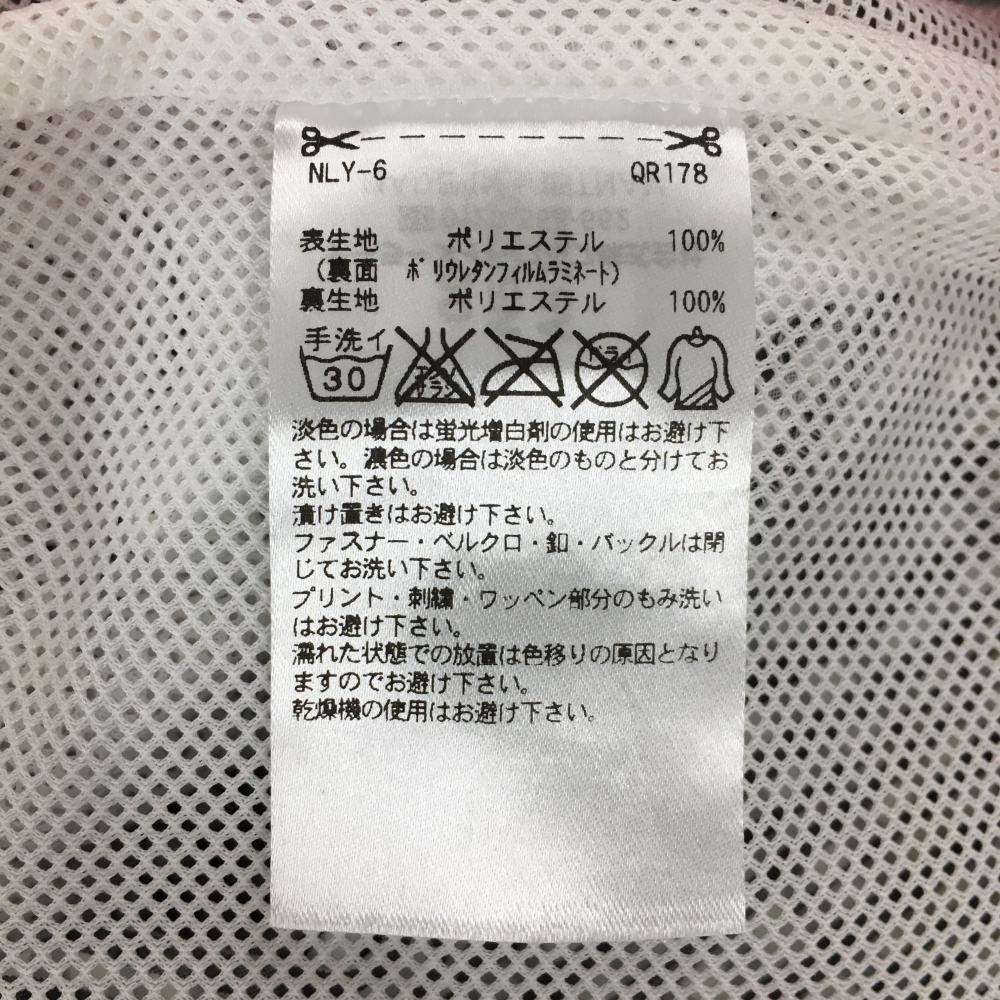 NLY-6 QR178
表生地 ポリエステル 100%
(裏面 ポリウレタンフィルムラミネート)
裏生地 ポリエステル 100%
手洗イ
30
エンソサラシ
ドライ
淡色の場合は蛍光増白剤の使用はお避け下
さい。濃色の場合は淡色のものと分けてお
洗い下さい。
漬け置きはお避け下さい。
ファスナー・ベルクロ・釦・バックルは閉
じてお洗い下さい。
プリント・刺繍・ワッペン部分のもみ洗い
はお避け下さい。
濡れた状態での放置は色移りの原因となり
ますのでお避け下さい。
乾燥機の使用はお避け下さい。